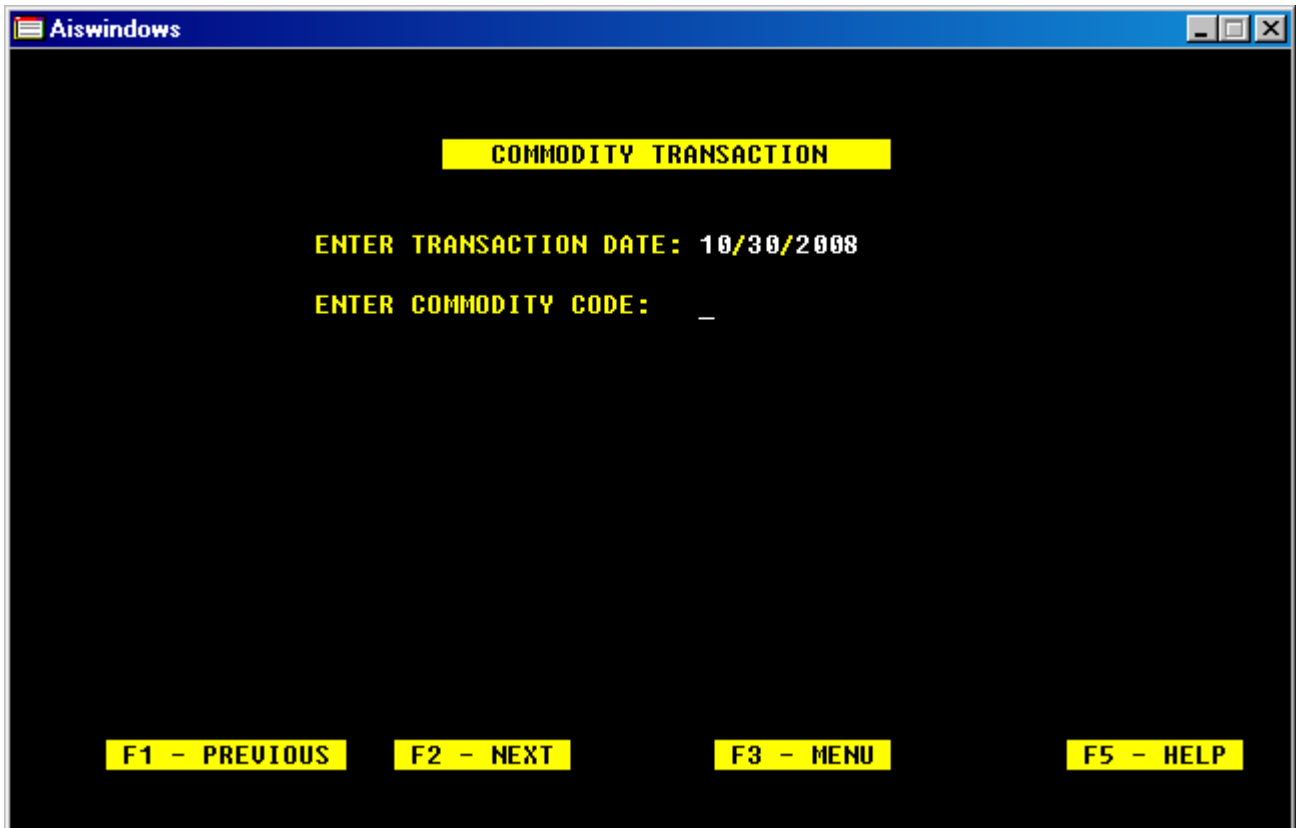 Aiswindows
COMMODITY TRANSACTION
ENTER TRANSACTION DATE: 10/30/2008
ENTER COMMODITY CODE: _
F1 - PREVIOUS F2 - NEXT F3 - MENU F5 - HELP